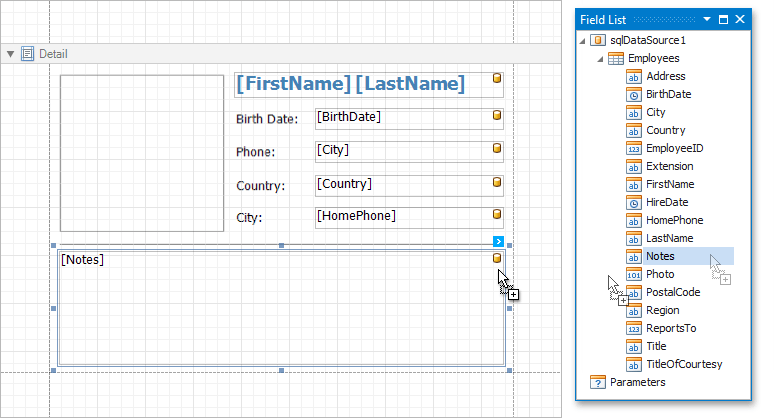 Detail
[FirstName] [LastName]
Birth Date: [BirthDate]
Phone: [City]
Country: [Country]
City: [HomePhone]
[Notes]
Field List
sqlDataSource1
Employees
Address
BirthDate
City
Country
EmployeeID
Extension
FirstName
HireDate
HomePhone
LastName
Notes
Photo
PostalCode
Region
ReportsTo
Title
TitleOfCourtesy
Parameters